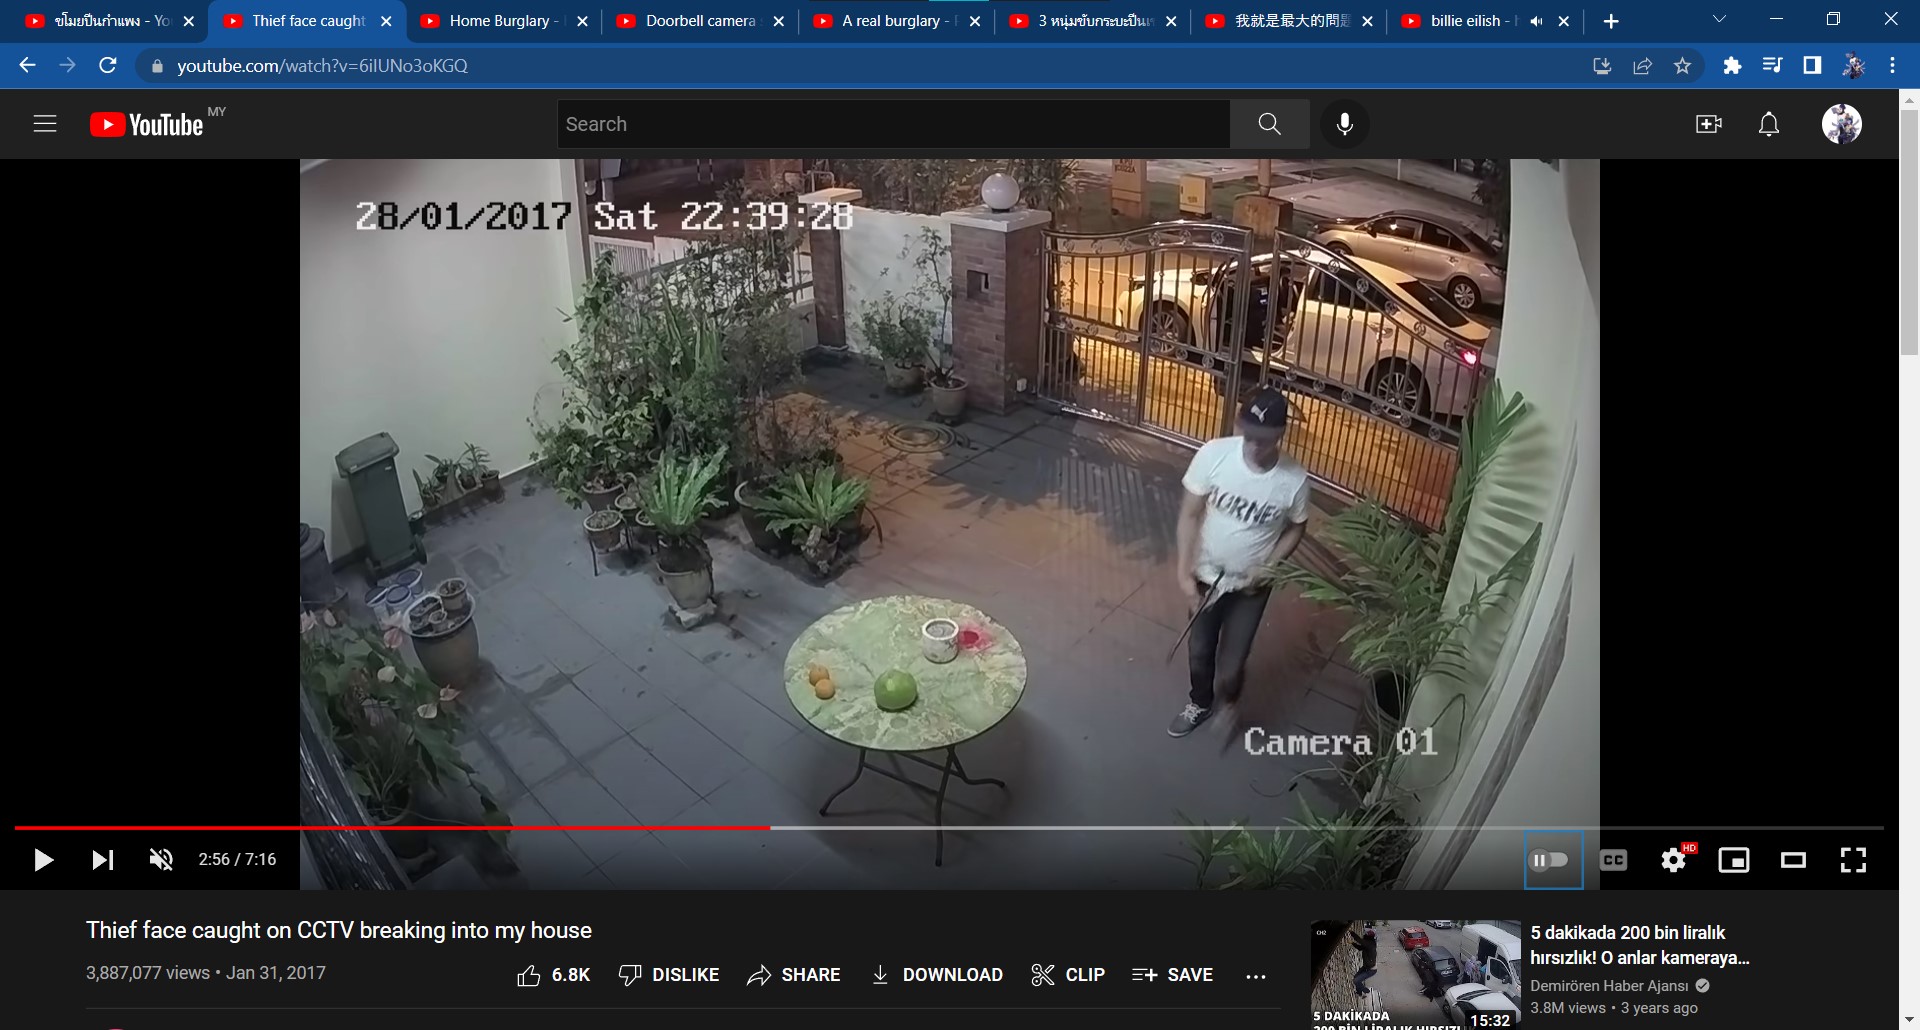 ขโมยปีนกำแพง - Yo
Thief face caught
Home Burglary -
Doorbell camera
A real burglary -
3 หนุ่มขับกระบะปีนเข
我就是最大的問題
billie eilish -
youtube.com/watch?v=6iIUNo3oKGQ
YouTube MY
Search
28/01/2017 Sat 22:39:28
Camera 01
2:56 / 7:16
CC
HD
Thief face caught on CCTV breaking into my house
3,887,077 views • Jan 31, 2017
6.8K
DISLIKE
SHARE
DOWNLOAD
CLIP
SAVE
5 DAKİKADA
15:32
5 dakikada 200 bin liralık
hırsızlık! O anlar kameraya...
Demirören Haber Ajansı
3.8M views • 3 years ago